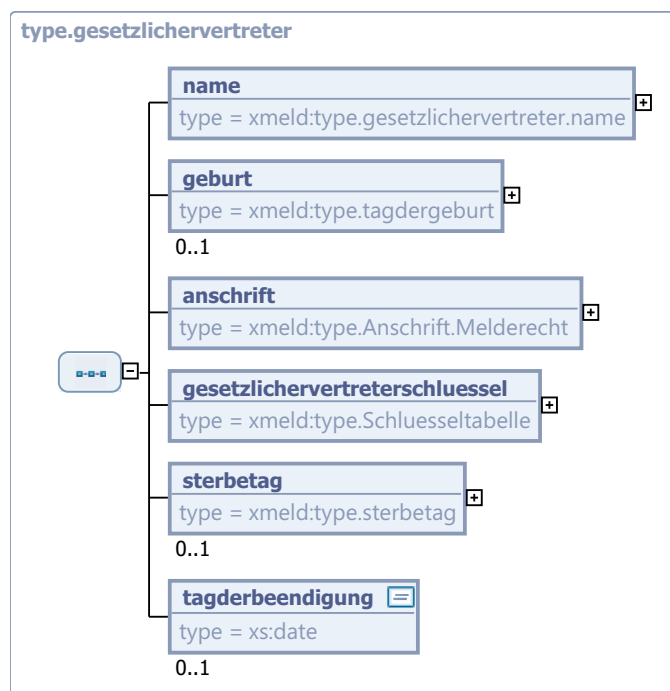 type.gesetzlichervertreter
name
type = xmeld:type.gesetzlichervertreter.name
geburt
type = xmeld:type.tagdergeburt
0..1
anschrift
type = xmeld:type.Anschrift.Melderecht
gesetzlichervertreterschluessel
type = xmeld:type.Schluesseltabelle
sterbetag
type = xmeld:type.sterbetag
0..1
tagderbeendigung
type = xs:date
0..1